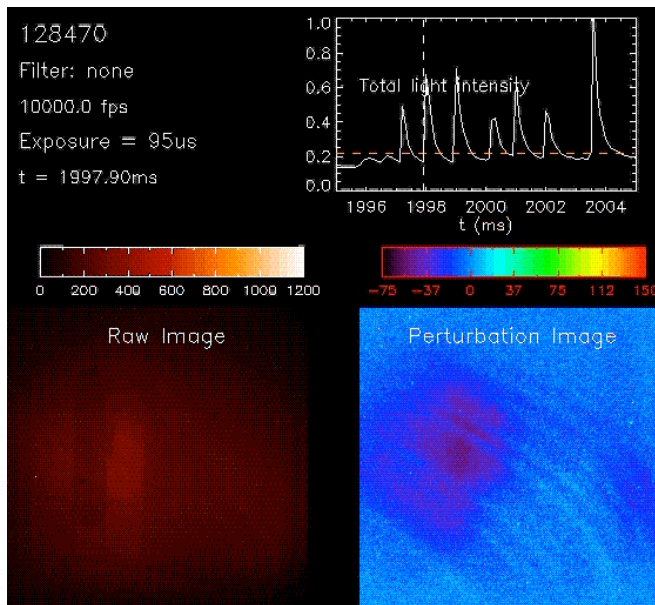 128470
Filter: none
10000.0 fps
Exposure = 95us
t = 1997.90ms
1.0
0.8
0.6
0.4
0.2
0.0
Total light intensity
1996 1998 2000 2002 2004
t (ms)
0 200 400 600 800 1000 1200
-75 -37 0 37 75 112 150
Raw Image
Perturbation Image